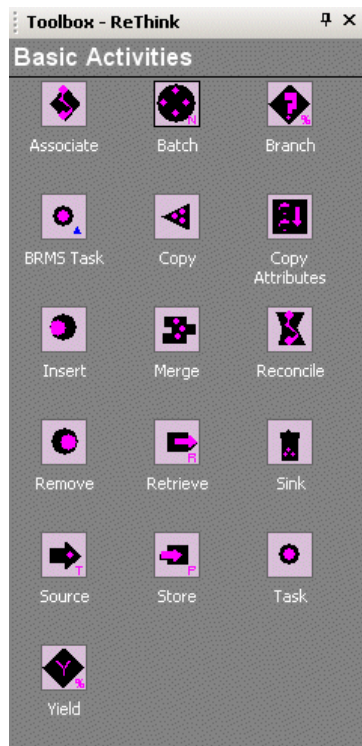 Toolbox - ReThink
Basic Activities
Associate
Batch
N
Branch
?
%
BRMS Task
Copy
Copy
Attributes
Insert
Merge
Reconcile
Remove
Retrieve
R
Sink
Source
T
Store
P
Task
Yield
Y
%